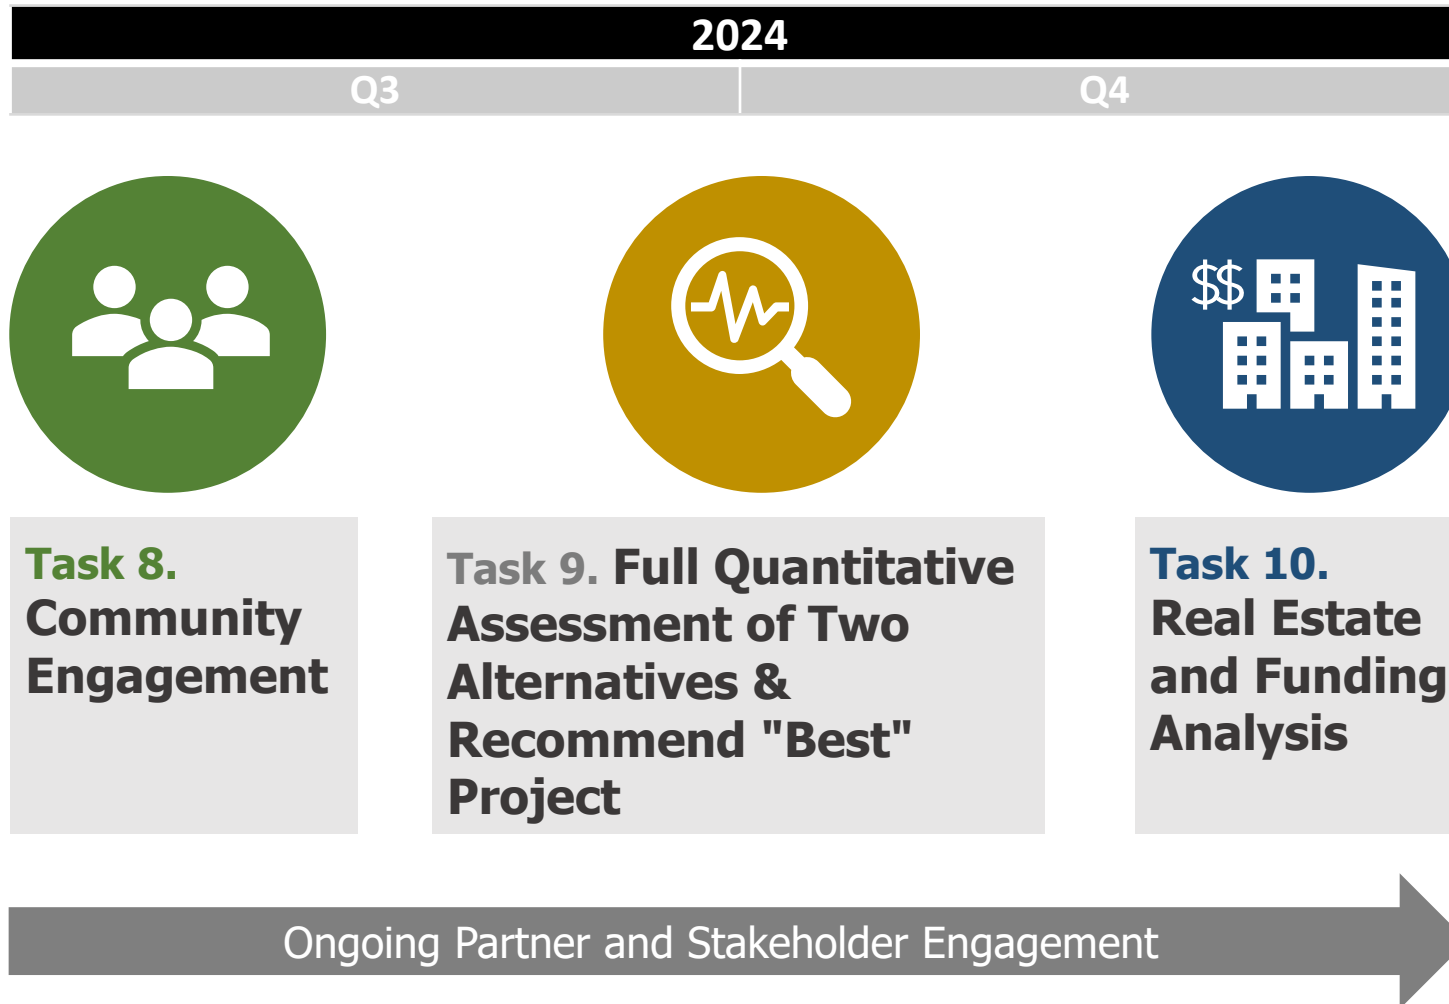 2024
Q3
Q4
$$
Task 8.
Community
Engagement
Task 9. Full Quantitative
Assessment of Two
Alternatives &
Recommend "Best"
Project
Task 10.
Real Estate
and Funding
Analysis
Ongoing Partner and Stakeholder Engagement